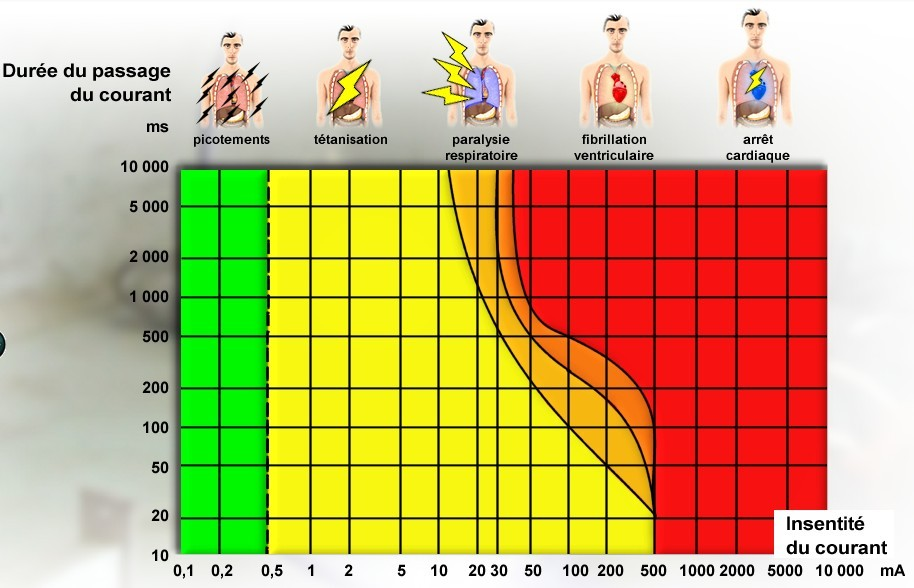 Durée du passage
du courant
ms
picotements
tétanisation
paralysie
respiratoire
fibrillation
ventriculaire
arrêt
cardiaque
10 000
5 000
2 000
1 000
500
200
100
50
20
10
0,1 0,2 0,5 1 2 5 10 20 30 50 100 200 500 1000 2000 5000 10 000 mA
Insentité
du courant